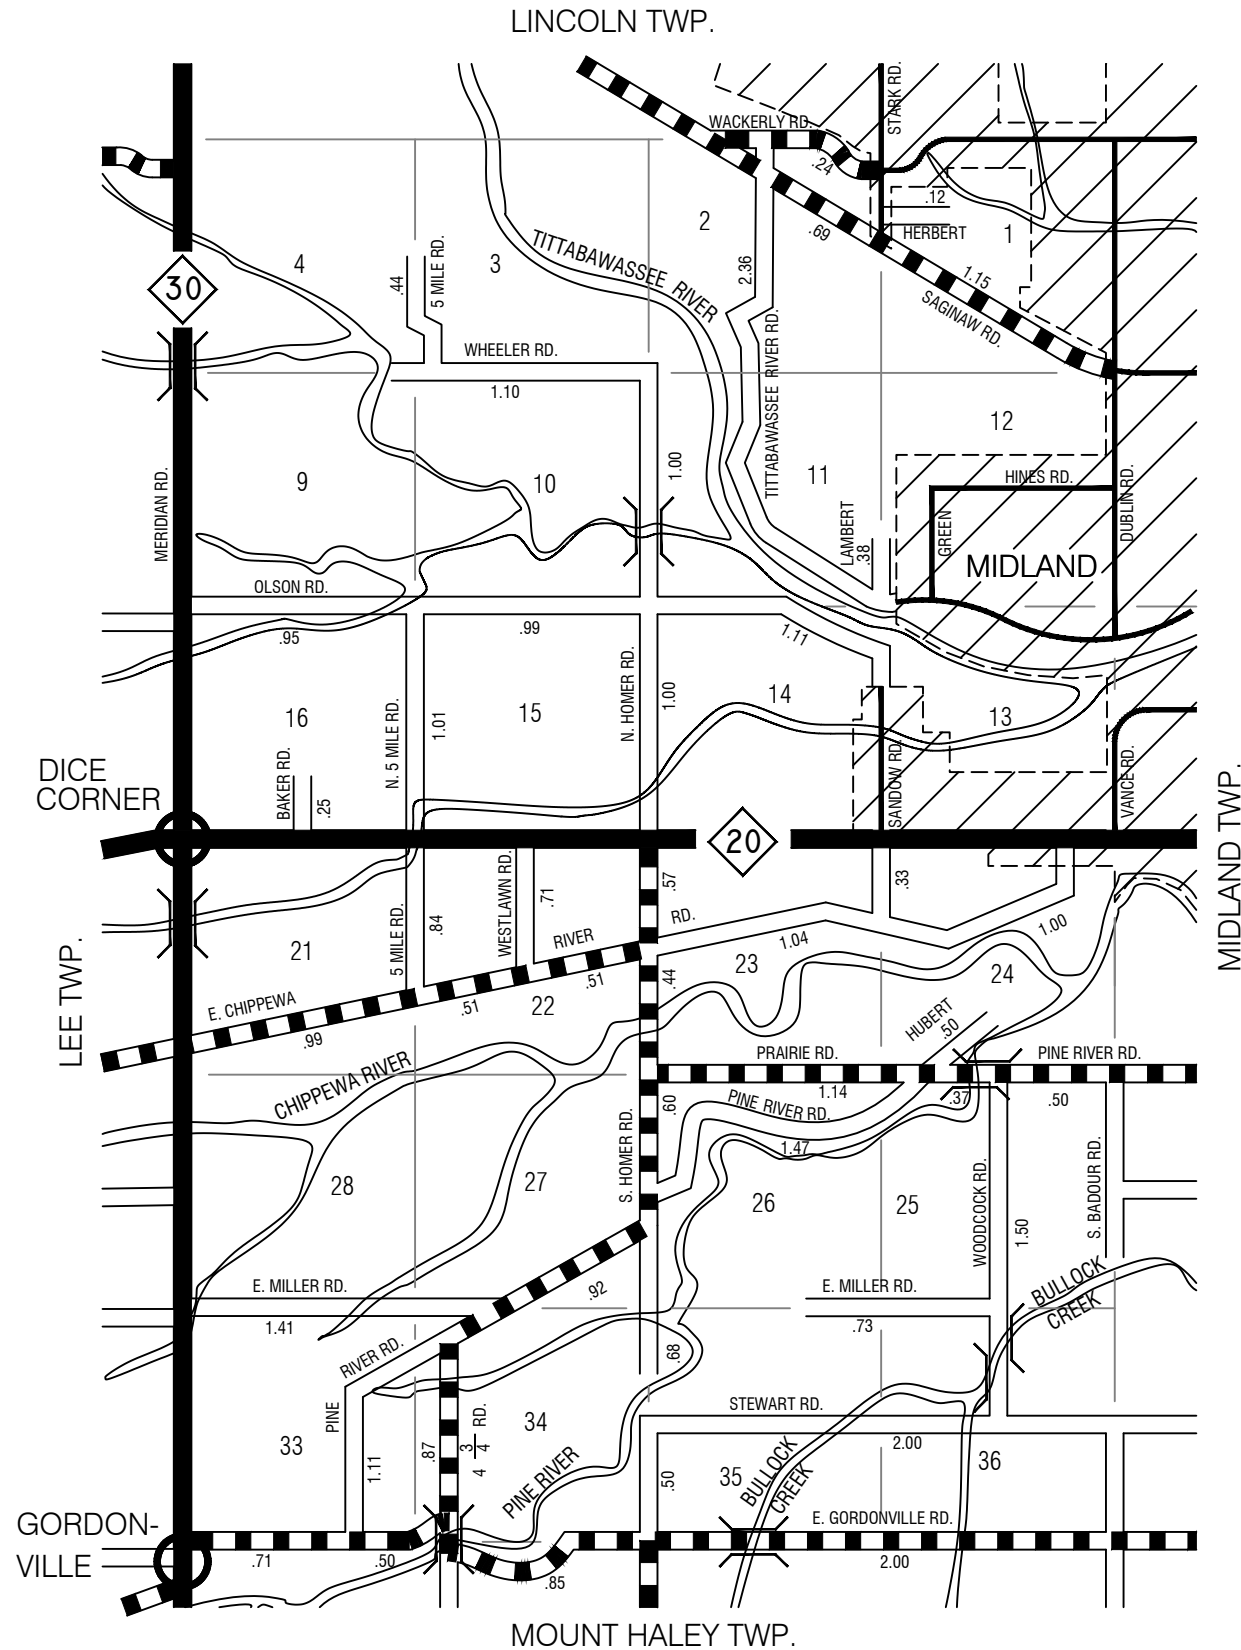 LINCOLN TWP.
STARK RD.
WACKERLY RD.
.24
.12
HERBERT
1
2
.69
1.15
SAGINAW RD.
TITTABAWASSEE RIVER
4
3
.44
5 MILE RD.
2.36
30
TITTABAWASSEE RIVER RD.
WHEELER RD.
1.10
12
9
10
1.00
11
MERIDIAN RD.
HINES RD.
DUBLIN RD.
LAMBERT
.38
GREEN
MIDLAND
OLSON RD.
.95
.99
1.11
N. HOMER RD.
1.00
14
13
16
15
N. 5 MILE RD.
1.01
DICE
CORNER
BAKER RD.
.25
SANDOW RD.
VANCE RD.
20
MIDLAND TWP.
WESTLAWN RD.
.71
.57
.33
5 MILE RD.
.84
RD.
RIVER
1.04
1.00
21
23
24
.51
.44
LEE TWP.
E. CHIPPEWA
.51
22
.99
HUBERT
.50
CHIPPEWA RIVER
PRAIRIE RD.
PINE RIVER RD.
1.14
.37
.50
PINE RIVER RD.
.60
1.47
S. HOMER RD.
28
27
26
25
WOODCOCK RD.
1.50
S. BADOUR RD.
E. MILLER RD.
1.41
.92
E. MILLER RD.
.73
BULLOCK
CREEK
RIVER RD.
.68
PINE
STEWART RD.
33
1.11
.87
4 3/4 RD.
34
2.00
35
36
.50
BULLOCK
CREEK
PINE RIVER
GORDON-
VILLE
E. GORDONVILLE RD.
.71
.50
.85
2.00
MOUNT HALEY TWP.